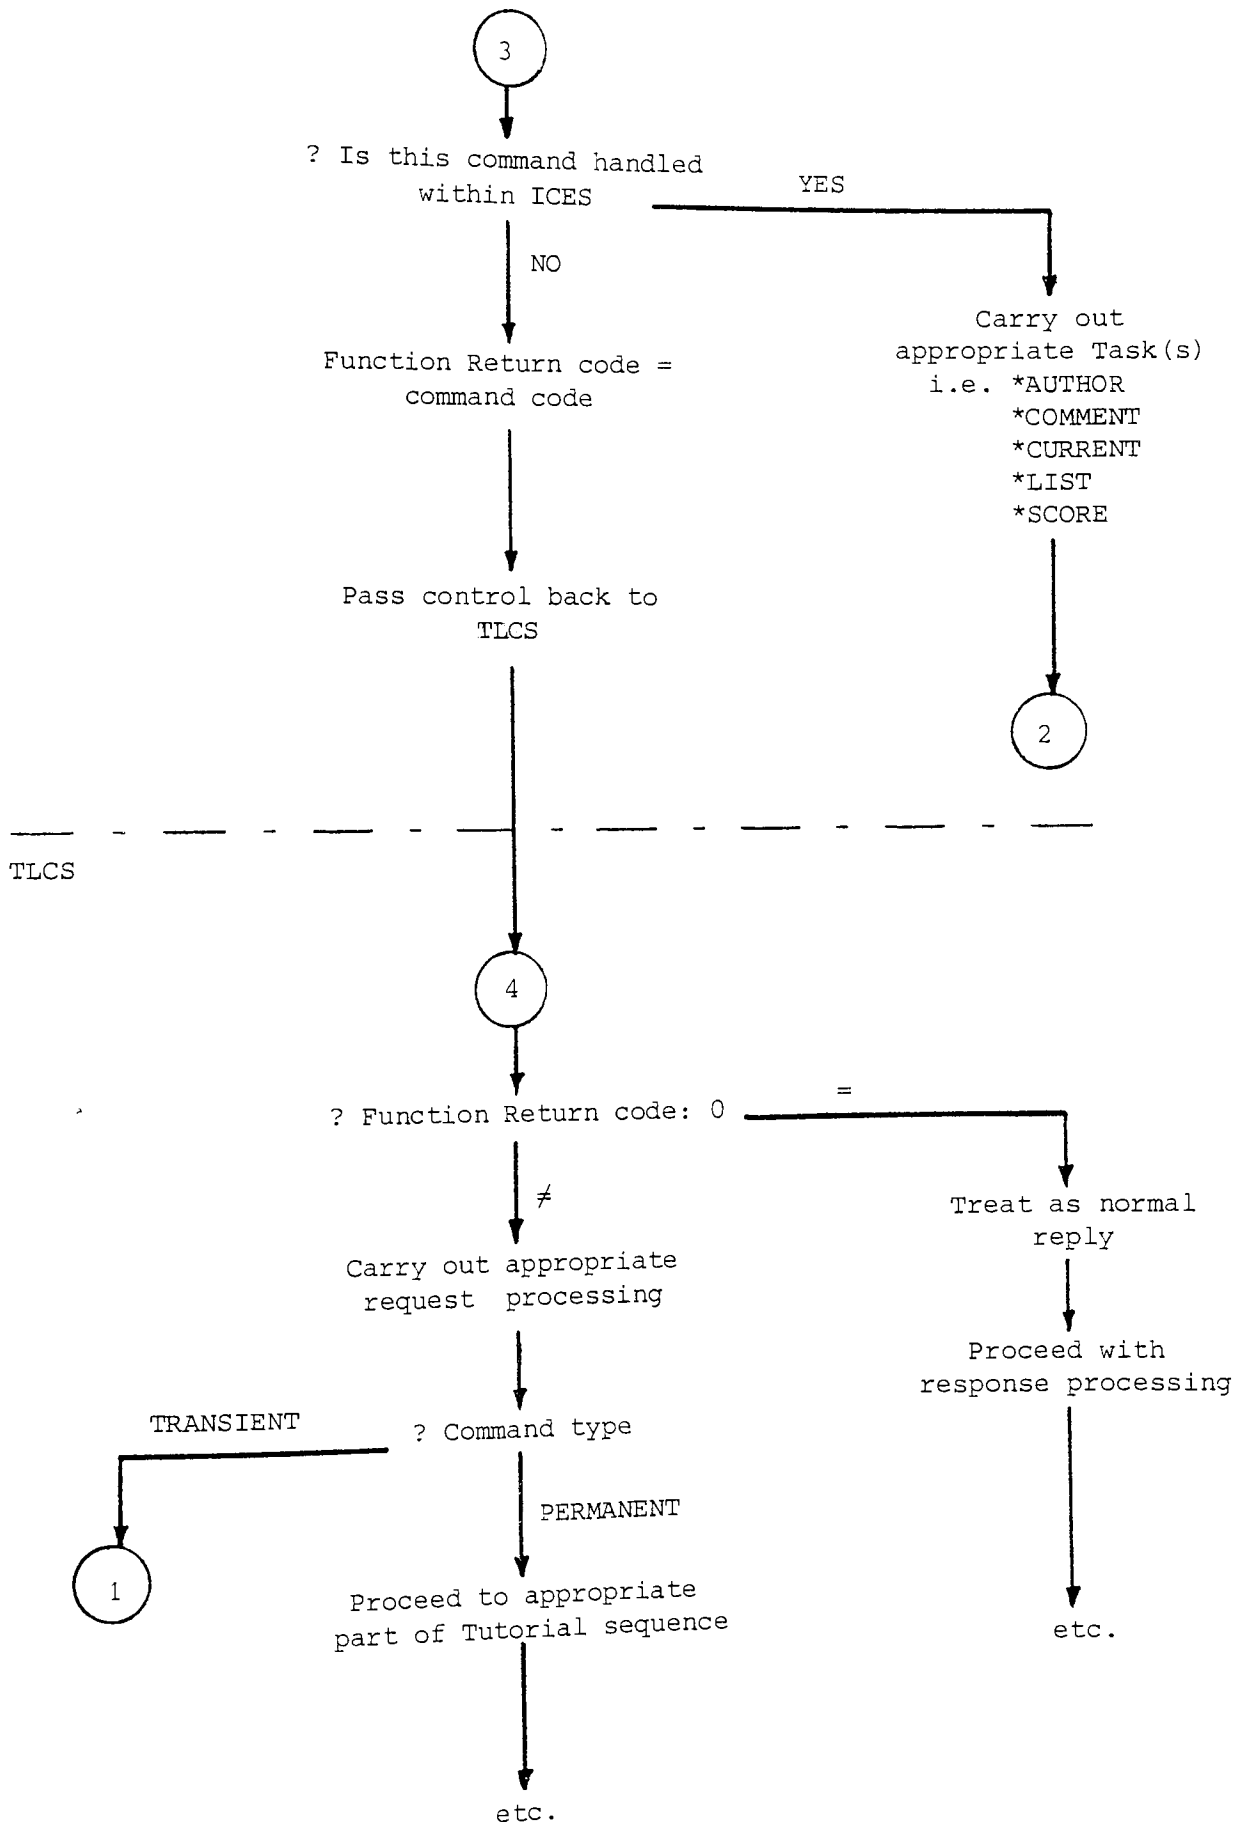 3
? Is this command handled
within ICES
YES
NO
Function Return code =
command code
Carry out
appropriate Task(s)
i.e. *AUTHOR
*COMMENT
*CURRENT
*LIST
*SCORE
Pass control back to
TLCS
2
TLCS
4
? Function Return code: 0
=
≠
Treat as normal
reply
Carry out appropriate
request processing
Proceed with
response processing
TRANSIENT
? Command type
PERMANENT
1
Proceed to appropriate
part of Tutorial sequence
etc.
etc.